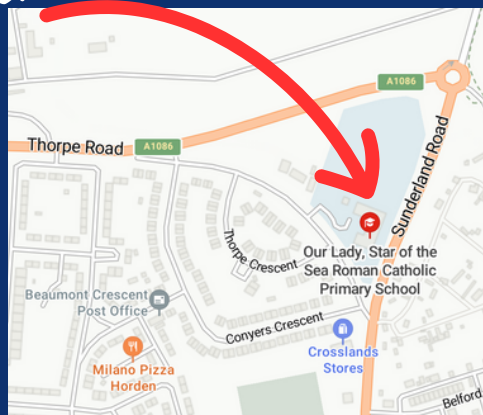 A1086
Thorpe Road A1086
Sunderland Road
Our Lady, Star of the
Sea Roman Catholic
Primary School
Thorpe Crescent
Beaumont Crescent
Post Office
Conyers Crescent
Crosslands
Stores
Milano Pizza
Horden
Belford